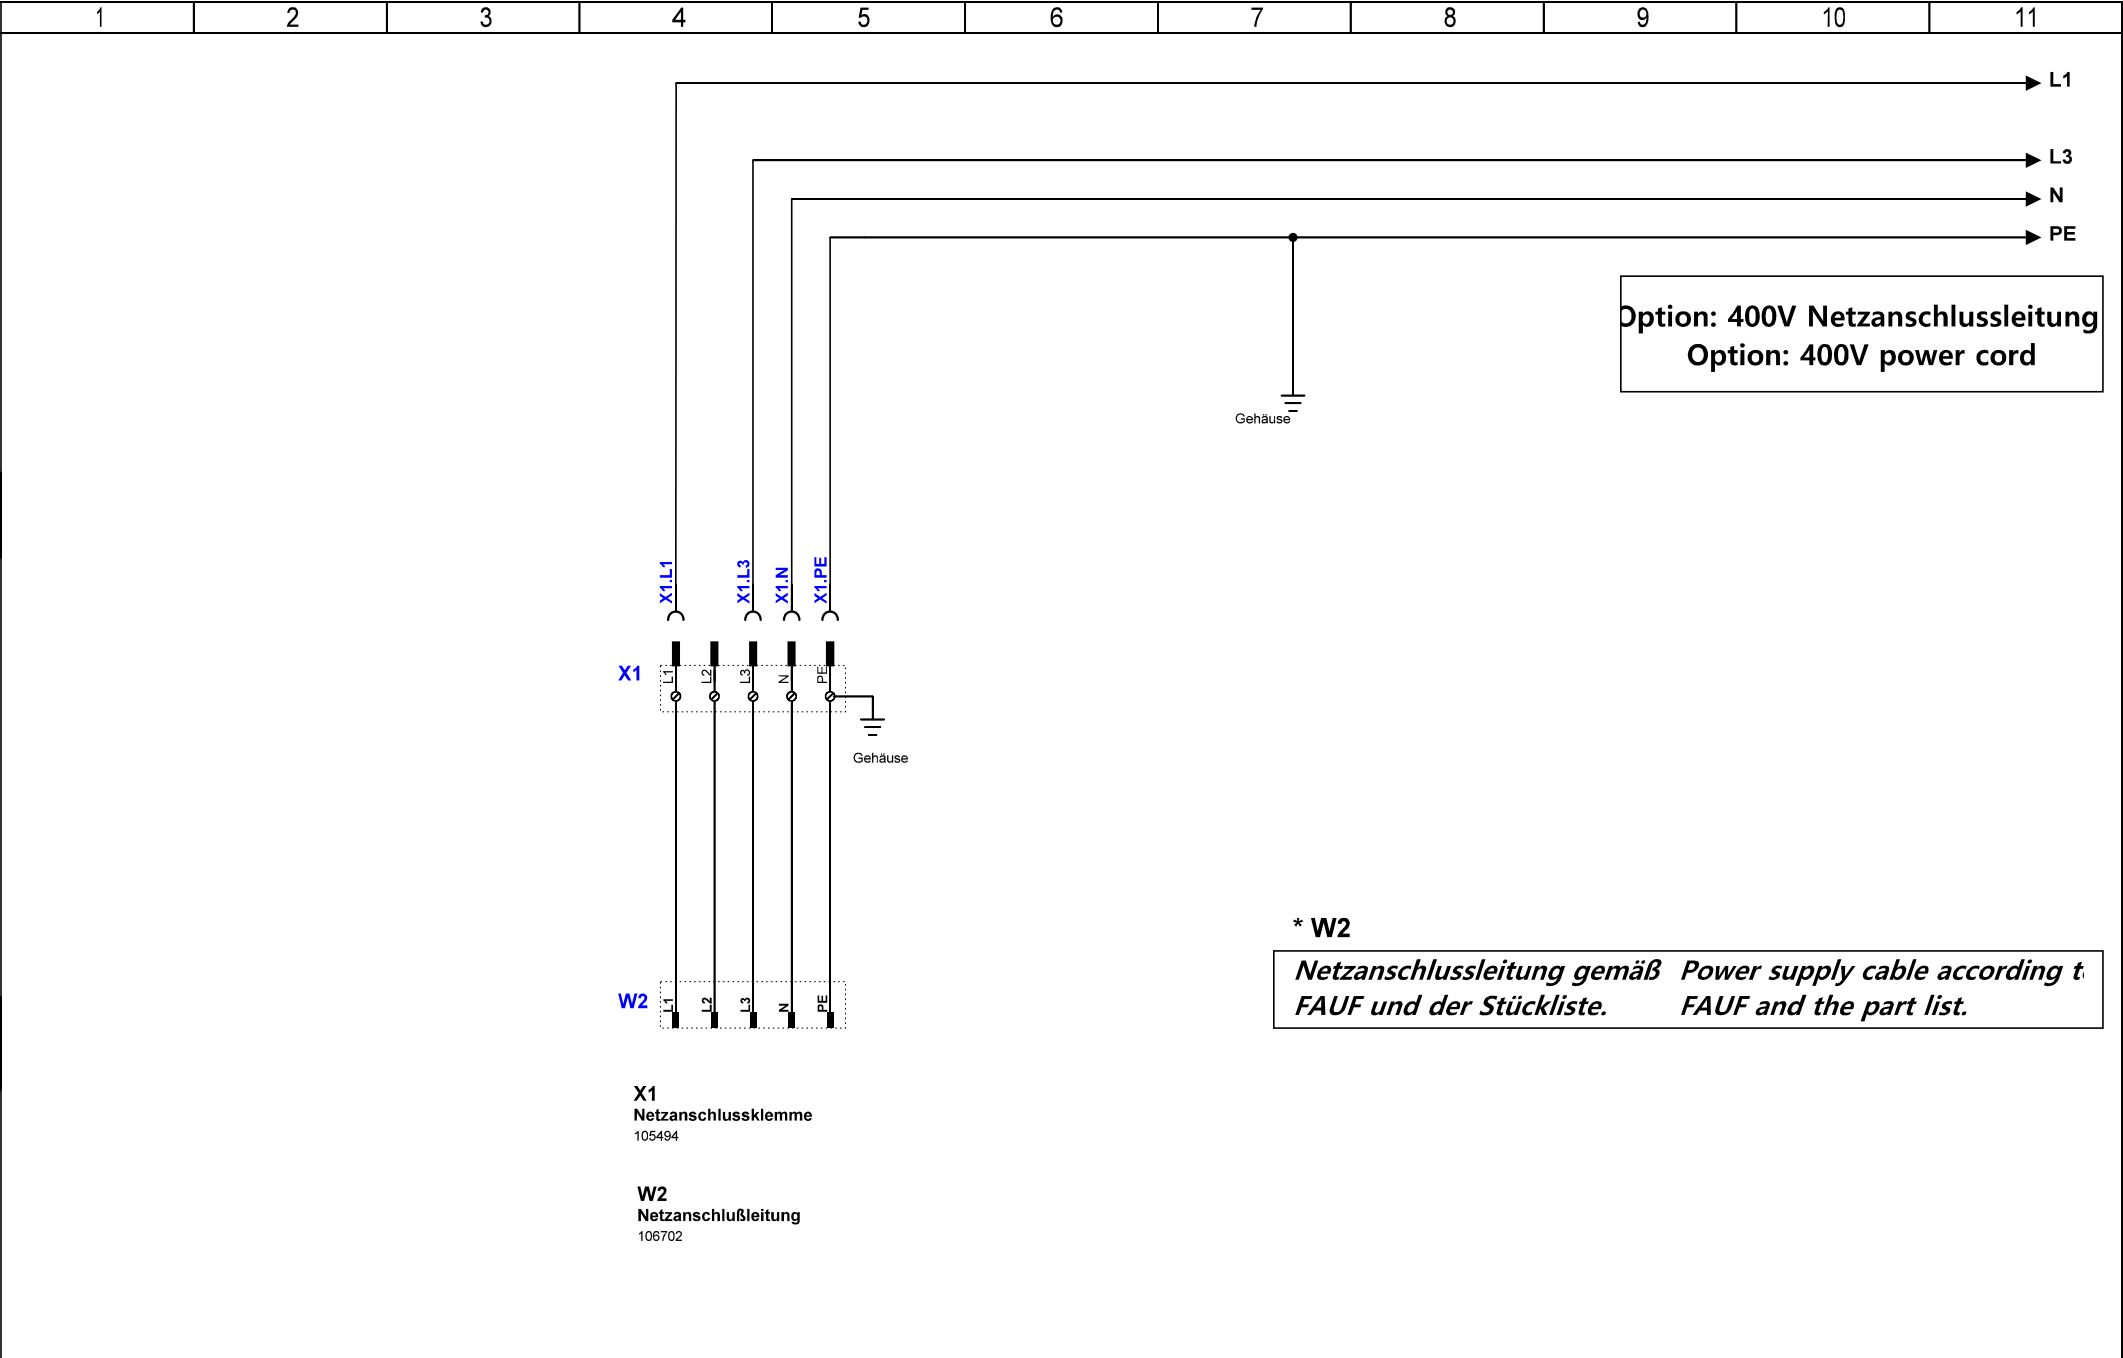 1 2 3 4 5 6 7 8 9 10 11
L1
L3
N
PE
Option: 400V Netzanschlussleitung
Option: 400V power cord
Gehäuse
X1.L1 X1.L3 X1.N X1.PE
X1 L1 L2 L3 N PE
Gehäuse
* W2
Netzanschlussleitung gemäß Power supply cable according t
FAUF und der Stückliste. FAUF and the part list.
W2 L1 L2 L3 N PE
X1
Netzanschlussklemme
105494
W2
Netzanschlußleitung
106702